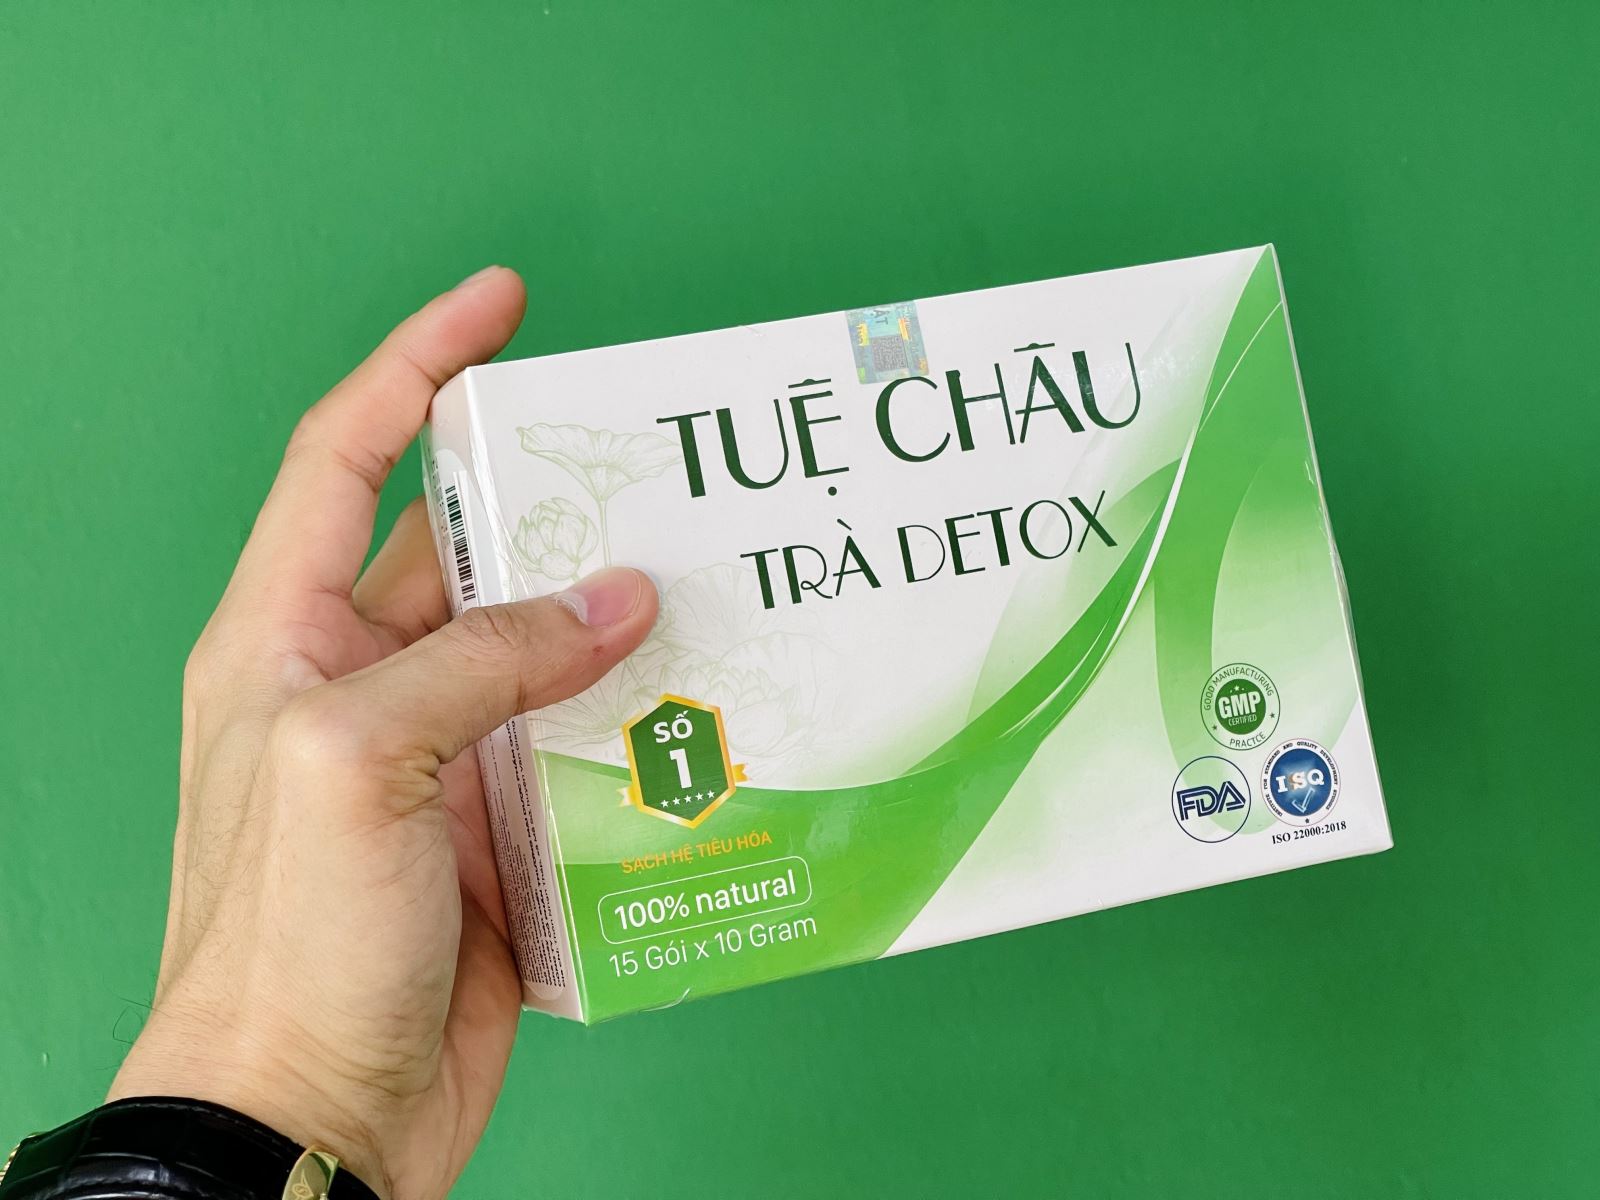 TUỆ CHÂU
TRÀ DETOX
SỐ
1
SẠCH HỆ TIÊU HÓA
100% natural
15 Gói x 10 Gram
GOOD MANUFACTURING
GMP
CERTIFIED
PRACTCE
FDA
ISQ
ISO 22000:2018